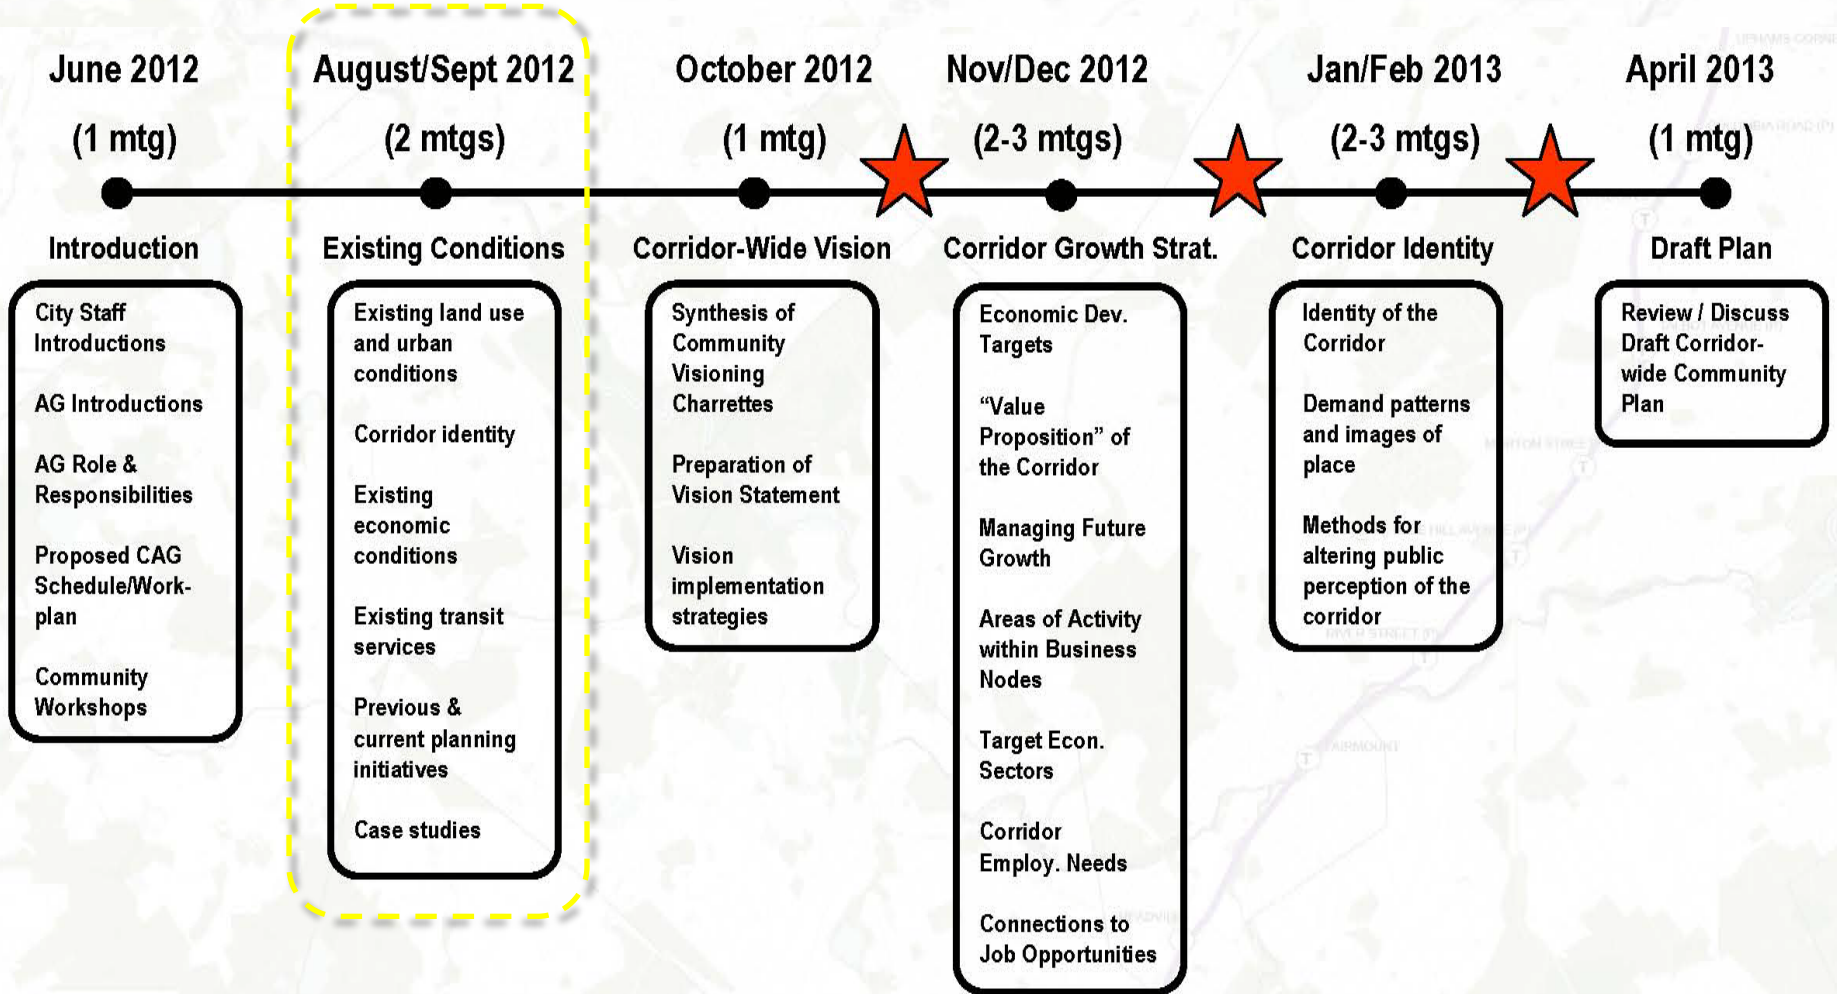 June 2012
(1 mtg)
Introduction
City Staff
Introductions
AG Introductions
AG Role &
Responsibilities
Proposed CAG
Schedule/Work-
plan
Community
Workshops
August/Sept 2012
(2 mtgs)
Existing Conditions
Existing land use
and urban
conditions
Corridor identity
Existing
economic
conditions
Existing transit
services
Previous &
current planning
initiatives
Case studies
October 2012
(1 mtg)
Corridor-Wide Vision
Synthesis of
Community
Visioning
Charrettes
Preparation of
Vision Statement
Vision
implementation
strategies
Nov/Dec 2012
(2-3 mtgs)
Corridor Growth Strat.
Economic Dev.
Targets
“Value
Proposition” of
the Corridor
Managing Future
Growth
Areas of Activity
within Business
Nodes
Target Econ.
Sectors
Corridor
Employ. Needs
Connections to
Job Opportunities
Jan/Feb 2013
(2-3 mtgs)
Corridor Identity
Identity of the
Corridor
Demand patterns
and images of
place
Methods for
altering public
perception of the
corridor
April 2013
(1 mtg)
Draft Plan
Review / Discuss
Draft Corridor-
wide Community
Plan
T
T
T
T
T